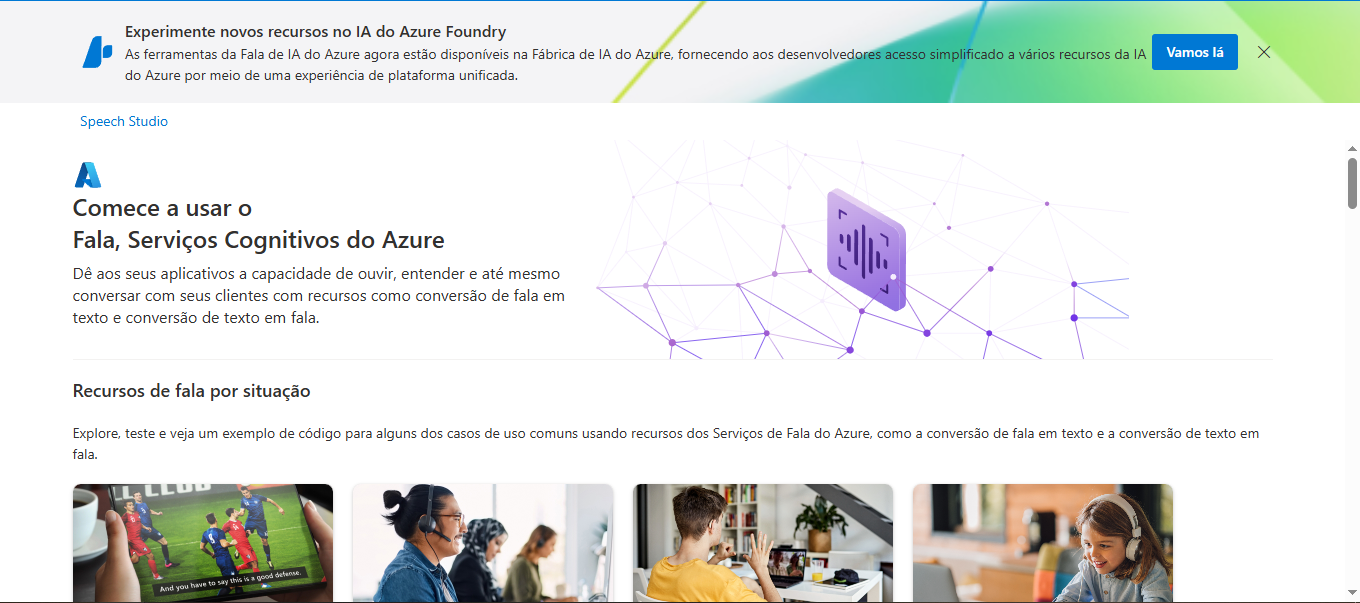 Experimente novos recursos no IA do Azure Foundry
As ferramentas da Fala de IA do Azure agora estão disponíveis na Fábrica de IA do Azure, fornecendo aos desenvolvedores acesso simplificado a vários recursos da IA
do Azure por meio de uma experiência de plataforma unificada.
Vamos lá
Speech Studio
Comece a usar o
Fala, Serviços Cognitivos do Azure
Dê aos seus aplicativos a capacidade de ouvir, entender e até mesmo
conversar com seus clientes com recursos como conversão de fala em
texto e conversão de texto em fala.
Recursos de fala por situação
Explore, teste e veja um exemplo de código para alguns dos casos de uso comuns usando recursos dos Serviços de Fala do Azure, como a conversão de fala em texto e a conversão de texto em
fala.
CLUB
And you have to say this is a good defense.